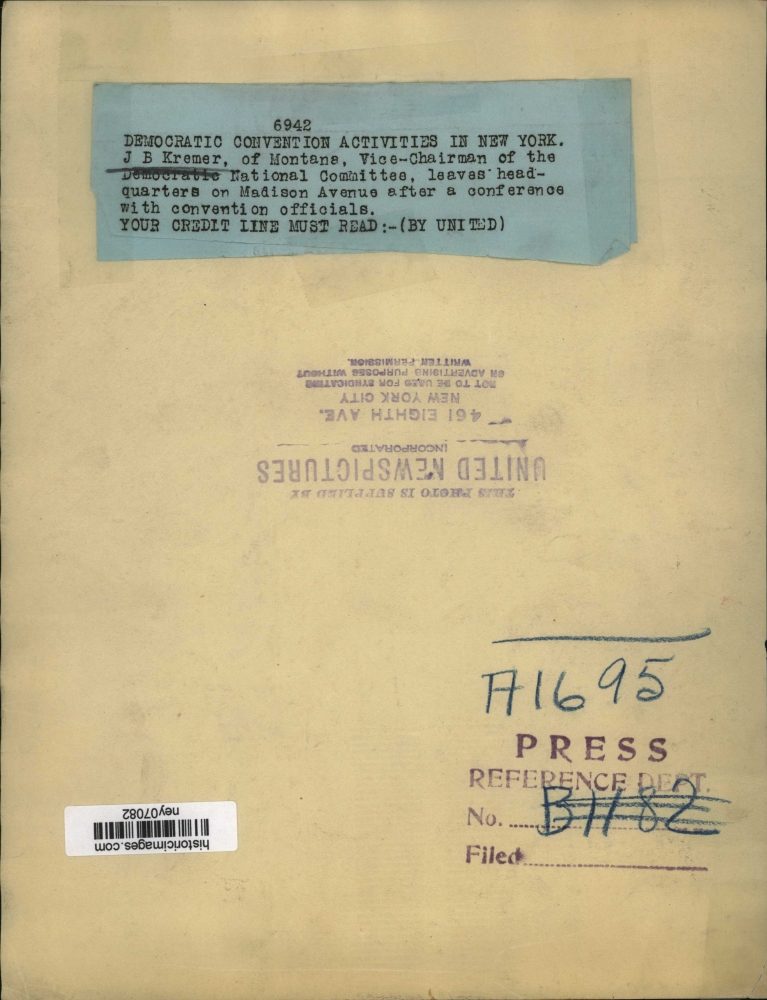 6942
DEMOCRATIC CONVENTION ACTIVITIES IN NEW YORK.
J B Kremer, of Montana, Vice-Chairman of the
Democratic National Committee, leaves head-
quarters on Madison Avenue after a conference
with convention officials.
YOUR CREDIT LINE MUST READ:-(BY UNITED)
THIS PHOTO IS SUPPLIED BY
UNITED NEWSPICTURES
INCORPORATED
461 EIGHTH AVE.
NEW YORK CITY
NOT TO BE USED FOR SYNDICATING
OR ADVERTISING PURPOSES WITHOUT
WRITTEN PERMISSION.
A1695
PRESS
REFERENCE DEPT.
No. B1182
Filed
historicimages.com
ney07082